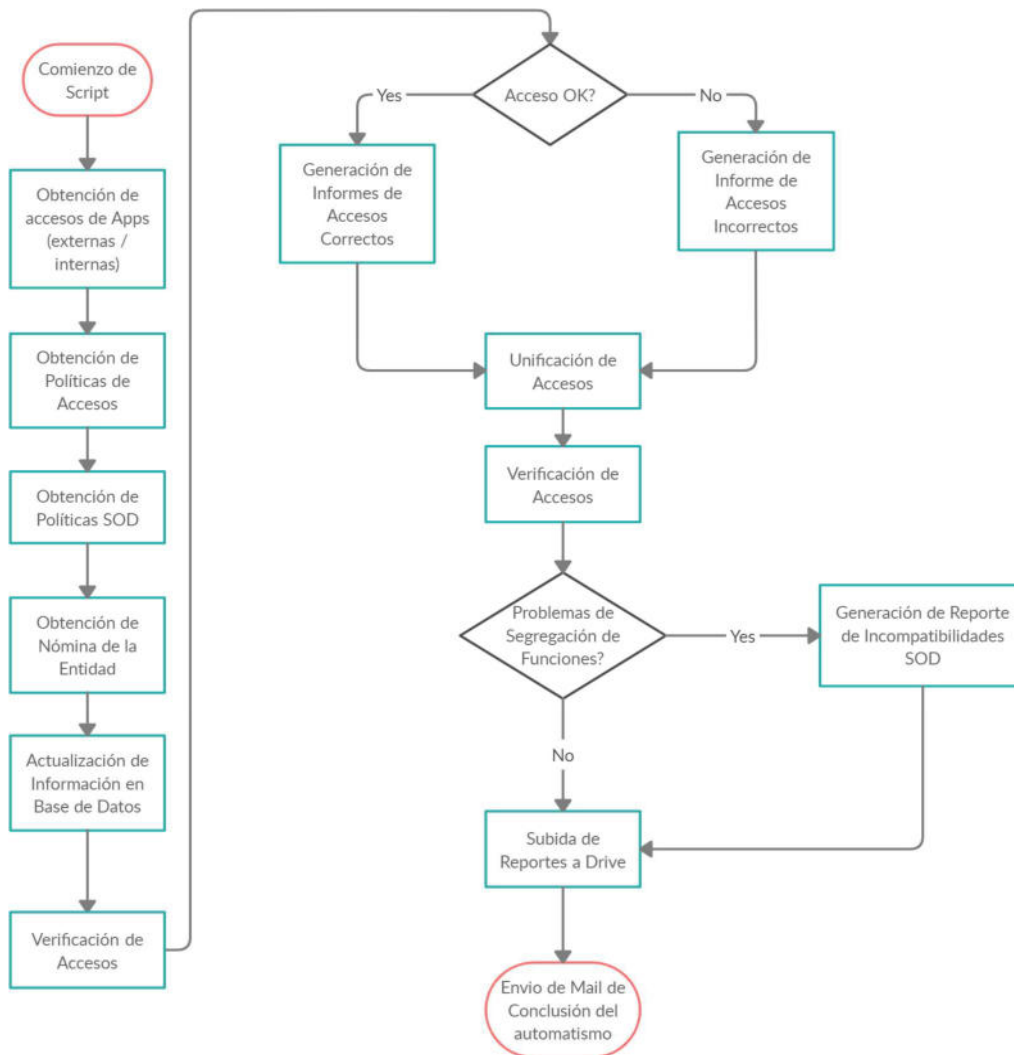 Comienzo de
Script
Obtención de
accesos de Apps
(externas /
internas)
Obtención de
Políticas de
Accesos
Obtención de
Políticas SOD
Obtención de
Nómina de la
Entidad
Actualización de
Información en
Base de Datos
Verificación de
Accesos
Acceso OK?
Yes
No
Generación de
Informes de
Accesos
Correctos
Generación de
Informe de
Accesos
Incorrectos
Unificación de
Accesos
Verificación de
Accesos
Problemas de
Segregación de
Funciones?
Yes
Generación de Reporte
de Incompatibilidades
SOD
No
Subida de
Reportes a Drive
Envio de Mail de
Conclusión del
automatismo